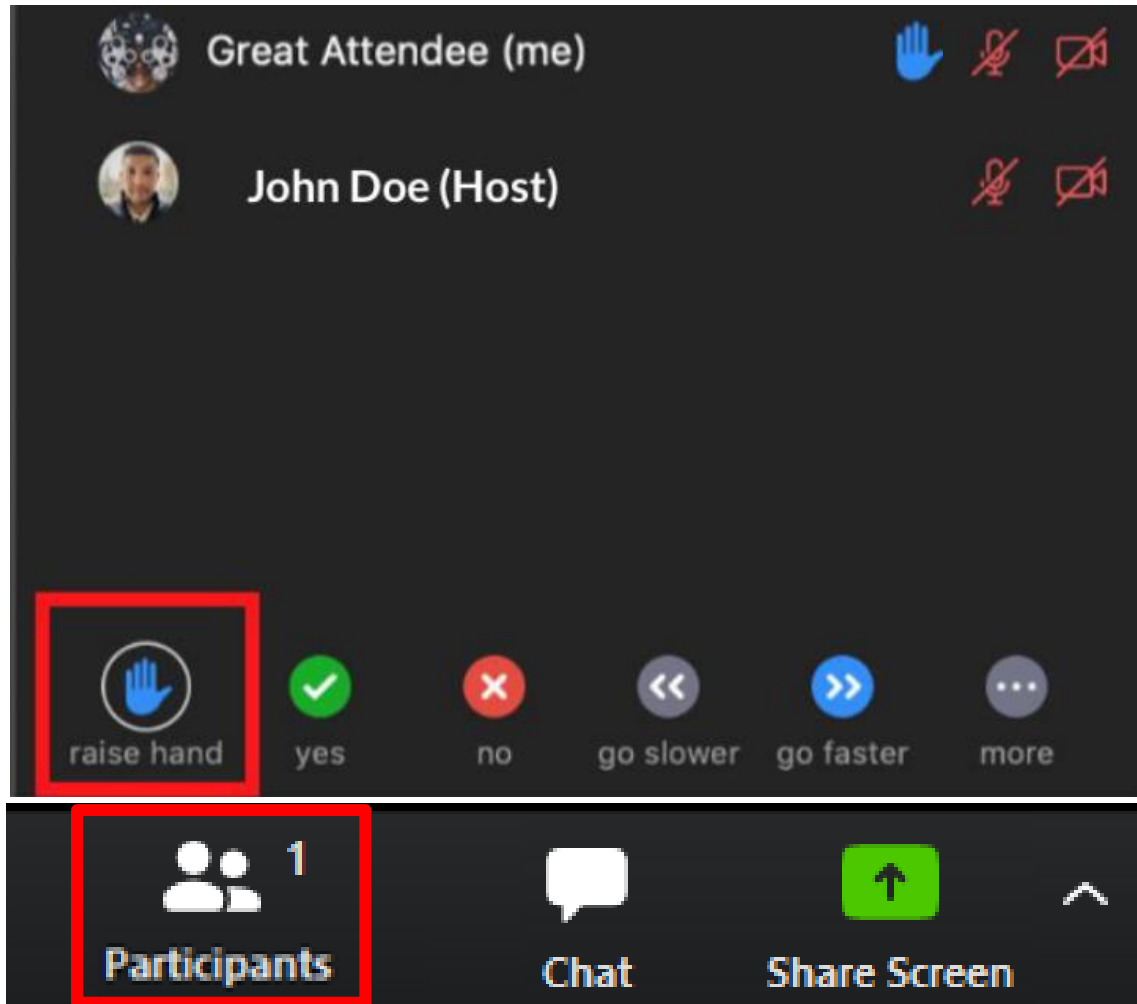 Great Attendee (me)
John Doe (Host)
raise hand yes no go slower go faster more
1
Participants Chat Share Screen